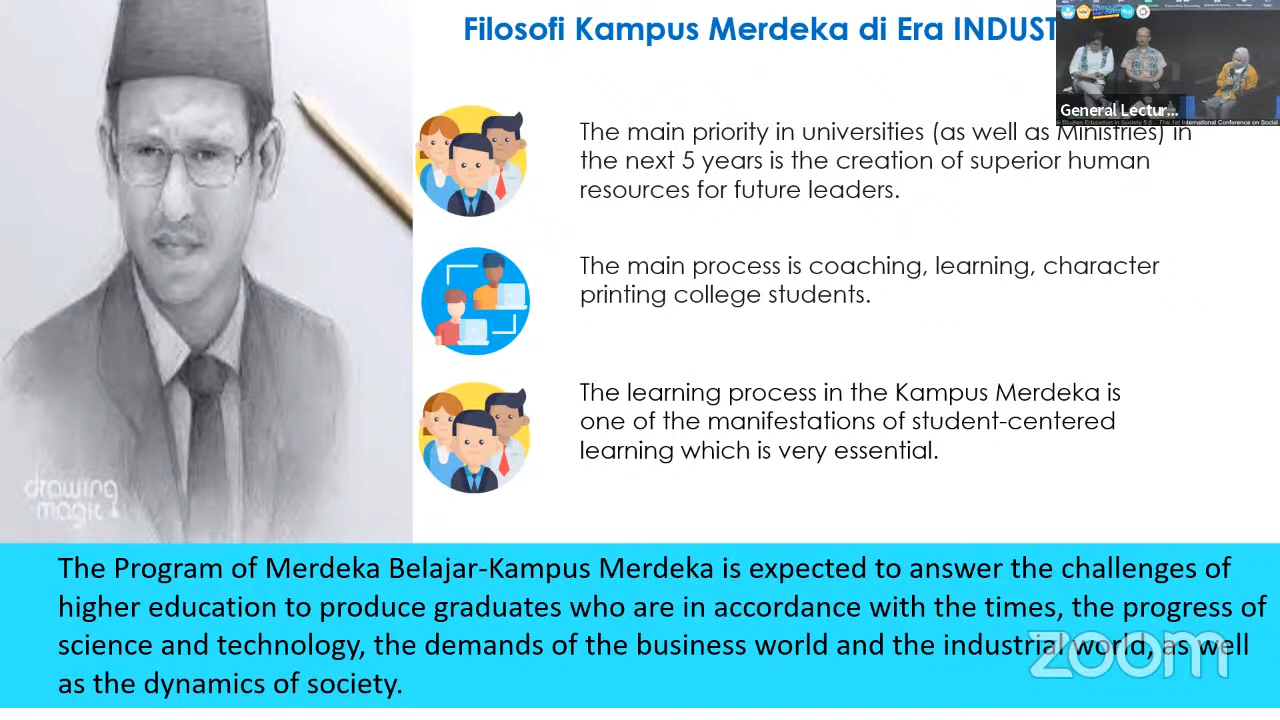 Filosofi Kampus Merdeka di Era INDUST
General Lectur...
The 1st International Conference on Social
The main priority in universities (as well as Ministries) in
the next 5 years is the creation of superior human
resources for future leaders.
The main process is coaching, learning, character
printing college students.
The learning process in the Kampus Merdeka is
one of the manifestations of student-centered
learning which is very essential.
drawing
magic
The Program of Merdeka Belajar-Kampus Merdeka is expected to answer the challenges of
higher education to produce graduates who are in accordance with the times, the progress of
science and technology, the demands of the business world and the industrial world, as well
as the dynamics of society.
zoom